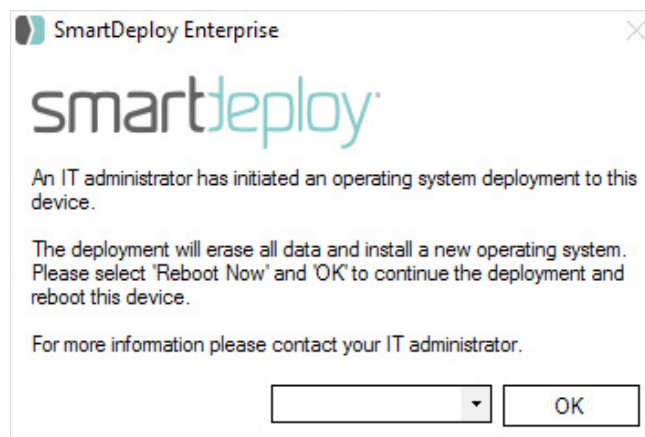 SmartDeploy Enterprise
smartdeploy
An IT administrator has initiated an operating system deployment to this
device.
The deployment will erase all data and install a new operating system.
Please select 'Reboot Now' and 'OK' to continue the deployment and
reboot this device.
For more information please contact your IT administrator.
OK